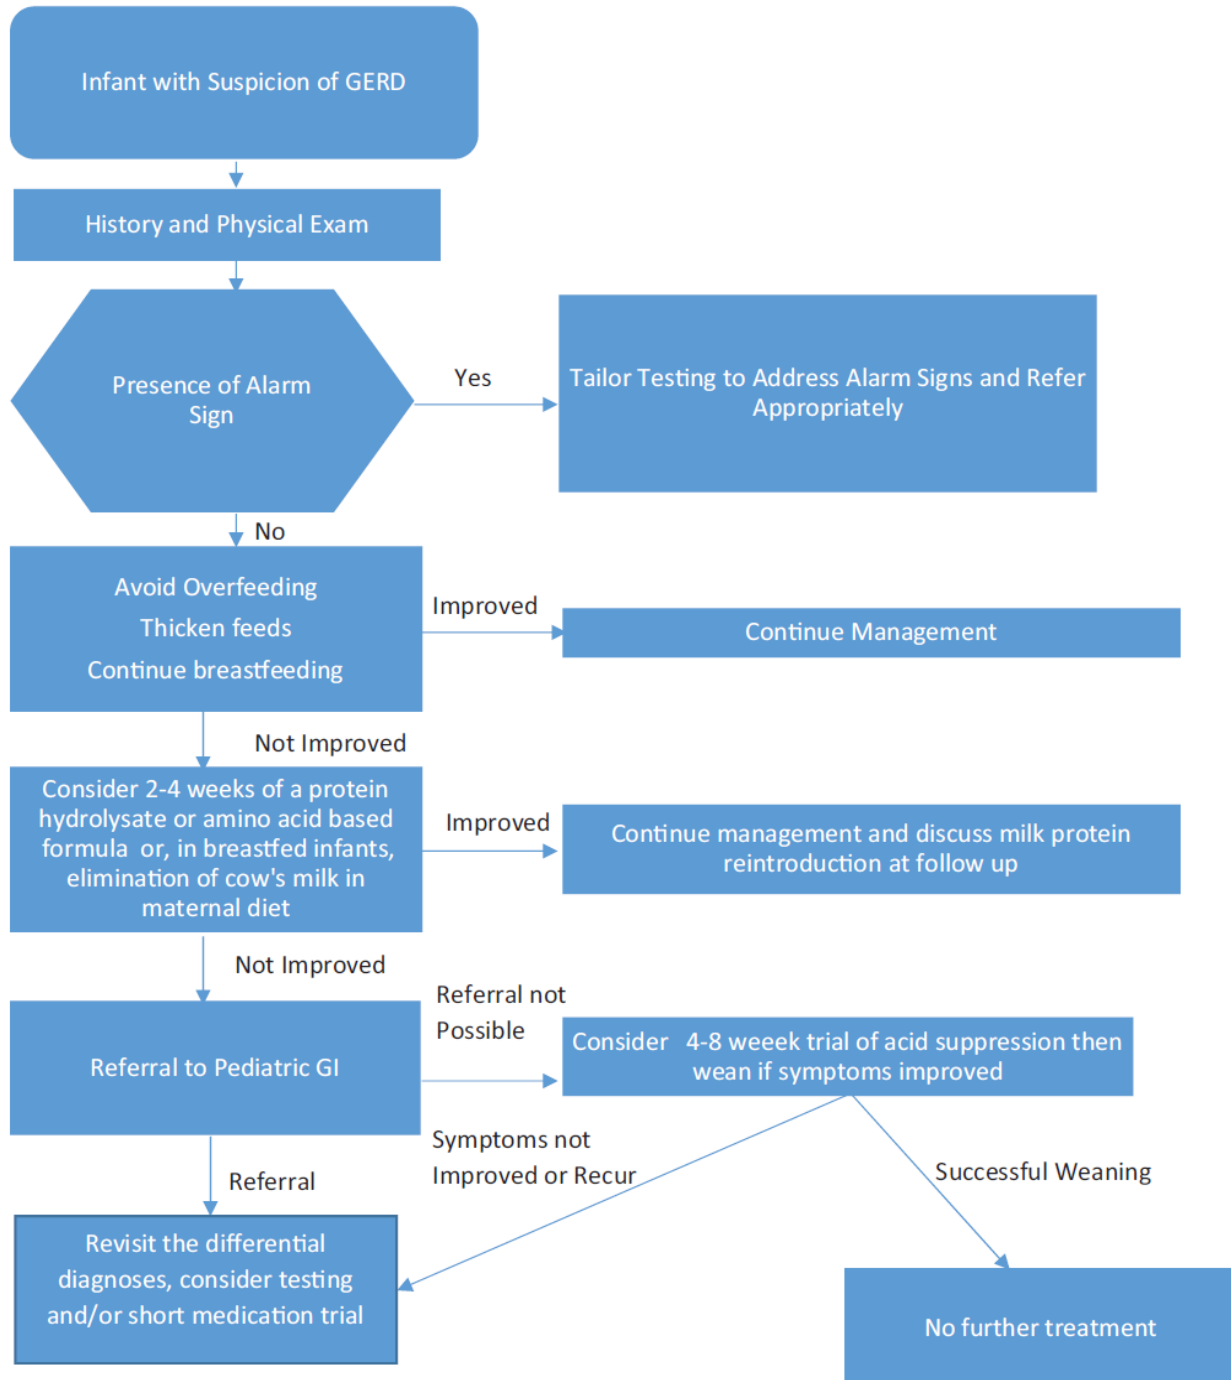 Infant with Suspicion of GERD
History and Physical Exam
Presence of Alarm
Sign
Yes
Tailor Testing to Address Alarm Signs and Refer
Appropriately
No
Avoid Overfeeding
Thicken feeds
Continue breastfeeding
Improved
Continue Management
Not Improved
Consider 2-4 weeks of a protein
hydrolysate or amino acid based
formula or, in breastfed infants,
elimination of cow's milk in
maternal diet
Improved
Continue management and discuss milk protein
reintroduction at follow up
Not Improved
Referral to Pediatric GI
Referral not
Possible
Consider 4-8 weeek trial of acid suppression then
wean if symptoms improved
Symptoms not
Improved or Recur
Successful Weaning
Referral
Revisit the differential
diagnoses, consider testing
and/or short medication trial
No further treatment